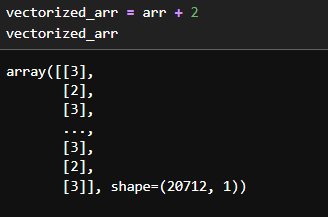 vectorized_arr = arr + 2
vectorized_arr
array([[3],
       [2],
       [3],
       ...,
       [3],
       [2],
       [3]], shape=(20712, 1))